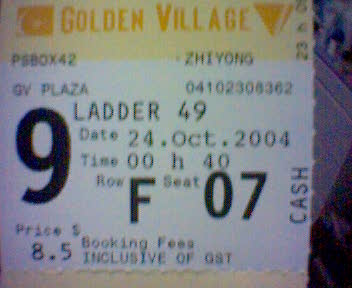 GOLDEN VILLAGE
PSBOX42 ZHIYONG
GV PLAZA 04102308362
9 LADDER 49
Date 24.Oct.2004
Time 00 h 40
Row F Seat 07
CASH
Price $ 8.5
Booking Fees
INCLUSIVE OF GST